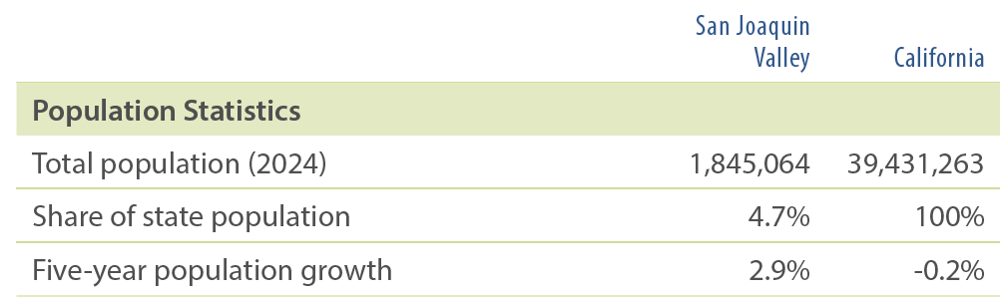 San Joaquin
Valley California
Population Statistics
Total population (2024) 1,845,064 39,431,263
Share of state population 4.7% 100%
Five-year population growth 2.9% -0.2%